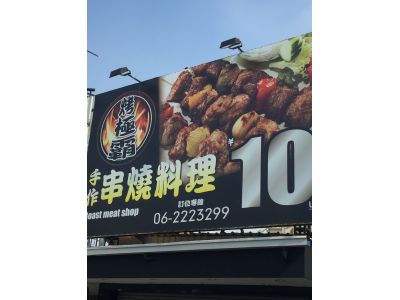 烤極霸
手作
串燒料理
Roast meat shop
訂位專線
06-2223299
¥10